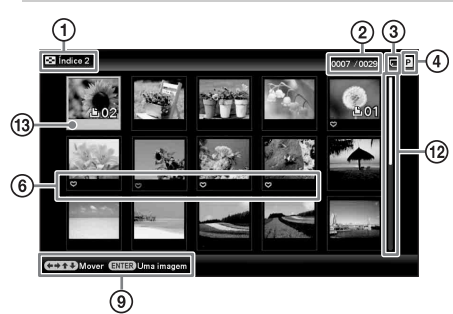 ① ② ③ ④
Índice 2 0007 /0029 P
02 01
⑬
⑥ ⑫
Mover ENTER Uma imagem
⑨